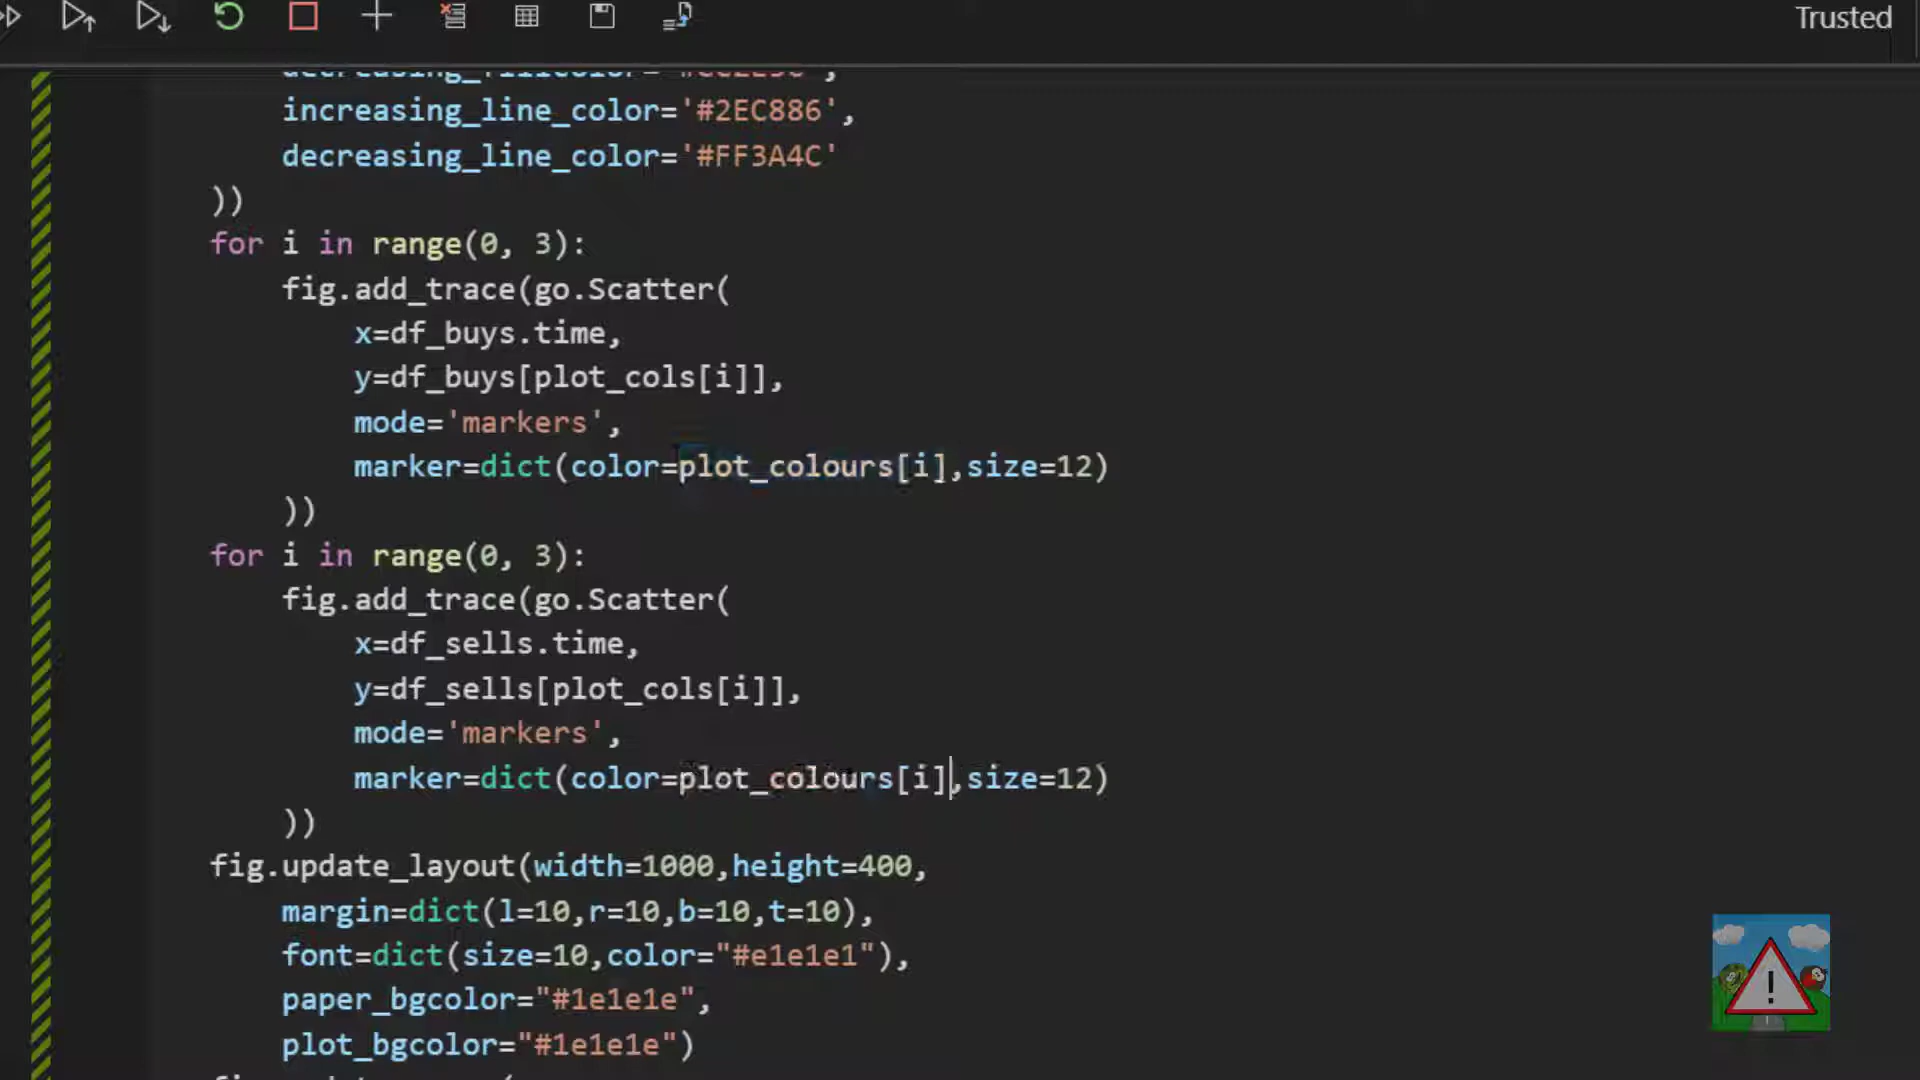 Trusted
increasing_line_color='#2EC886',
decreasing_line_color='#FF3A4C'
))
for i in range(0, 3):
fig.add_trace(go.Scatter(
x=df_buys.time,
y=df_buys[plot_cols[i]],
mode='markers',
marker=dict(color=plot_colours[i],size=12)
))
for i in range(0, 3):
fig.add_trace(go.Scatter(
x=df_sells.time,
y=df_sells[plot_cols[i]],
mode='markers',
marker=dict(color=plot_colours[i],size=12)
))
fig.update_layout(width=1000,height=400,
margin=dict(l=10,r=10,b=10,t=10),
font=dict(size=10,color="#e1e1e1"),
paper_bgcolor="#1e1e1e",
plot_bgcolor="#1e1e1e")